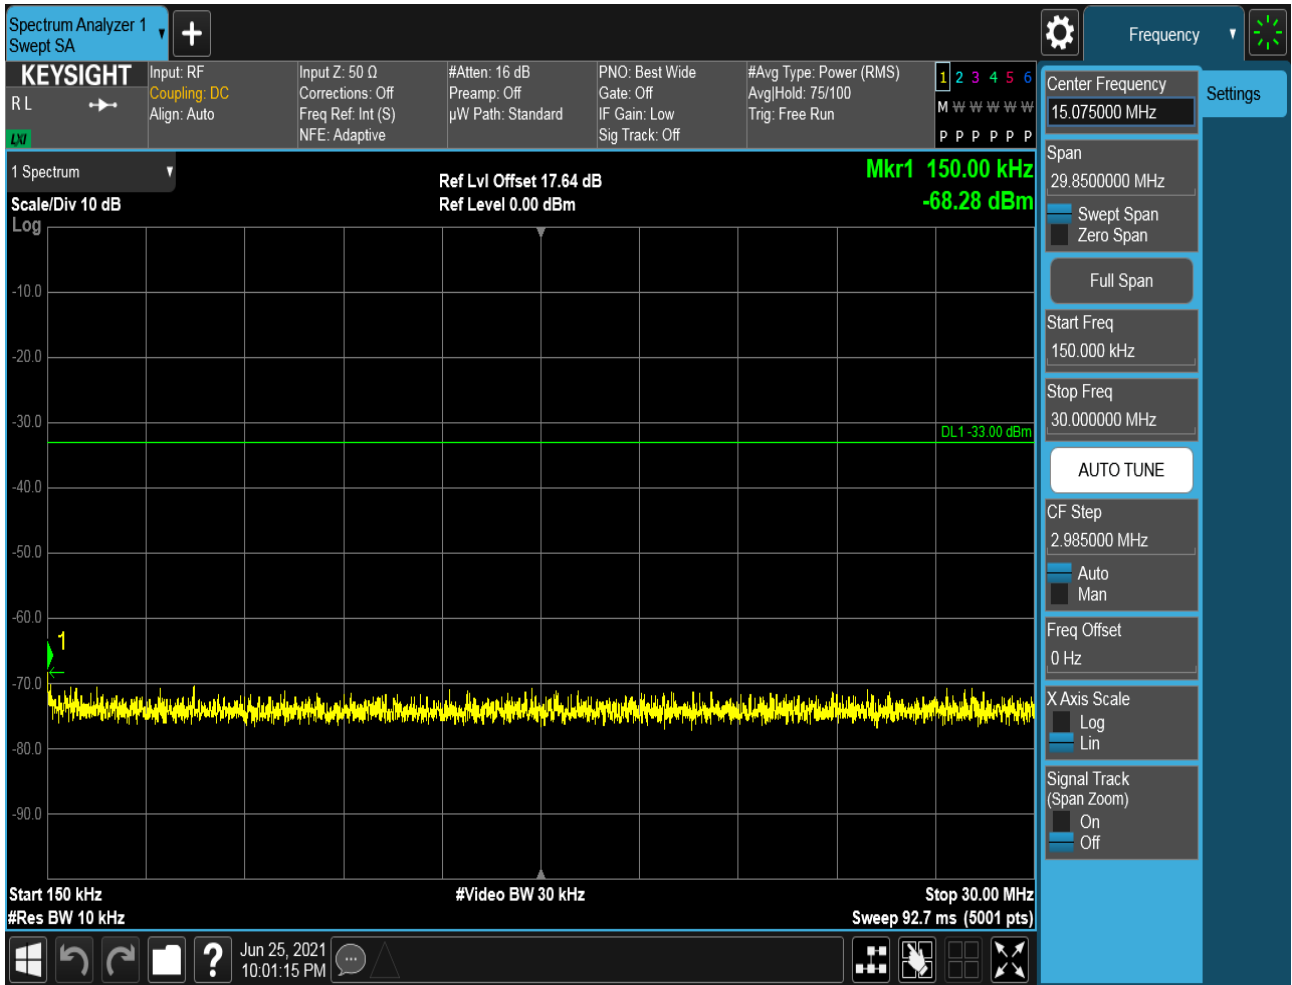 Spectrum Analyzer 1
Swept SA
Frequency
KEYSIGHT
R L
LXI
Input: RF
Coupling: DC
Align: Auto
Input Z: 50 Ω
Corrections: Off
Freq Ref: Int (S)
NFE: Adaptive
#Atten: 16 dB
Preamp: Off
µW Path: Standard
PNO: Best Wide
Gate: Off
IF Gain: Low
Sig Track: Off
#Avg Type: Power (RMS)
Avg|Hold: 75/100
Trig: Free Run
1 2 3 4 5 6
M W W W W W
P P P P P P
1 Spectrum
Scale/Div 10 dB
Log
Ref Lvl Offset 17.64 dB
Ref Level 0.00 dBm
Mkr1 150.00 kHz
-68.28 dBm
-10.0
-20.0
-30.0
DL1 -33.00 dBm
-40.0
-50.0
-60.0
1
-70.0
-80.0
-90.0
Start 150 kHz
#Video BW 30 kHz
Stop 30.00 MHz
#Res BW 10 kHz
Sweep 92.7 ms (5001 pts)
?
Jun 25, 2021
10:01:15 PM
Center Frequency
15.075000 MHz
Settings
Span
29.8500000 MHz
Swept Span
Zero Span
Full Span
Start Freq
150.000 kHz
Stop Freq
30.000000 MHz
AUTO TUNE
CF Step
2.985000 MHz
Auto
Man
Freq Offset
0 Hz
X Axis Scale
Log
Lin
Signal Track
(Span Zoom)
On
Off